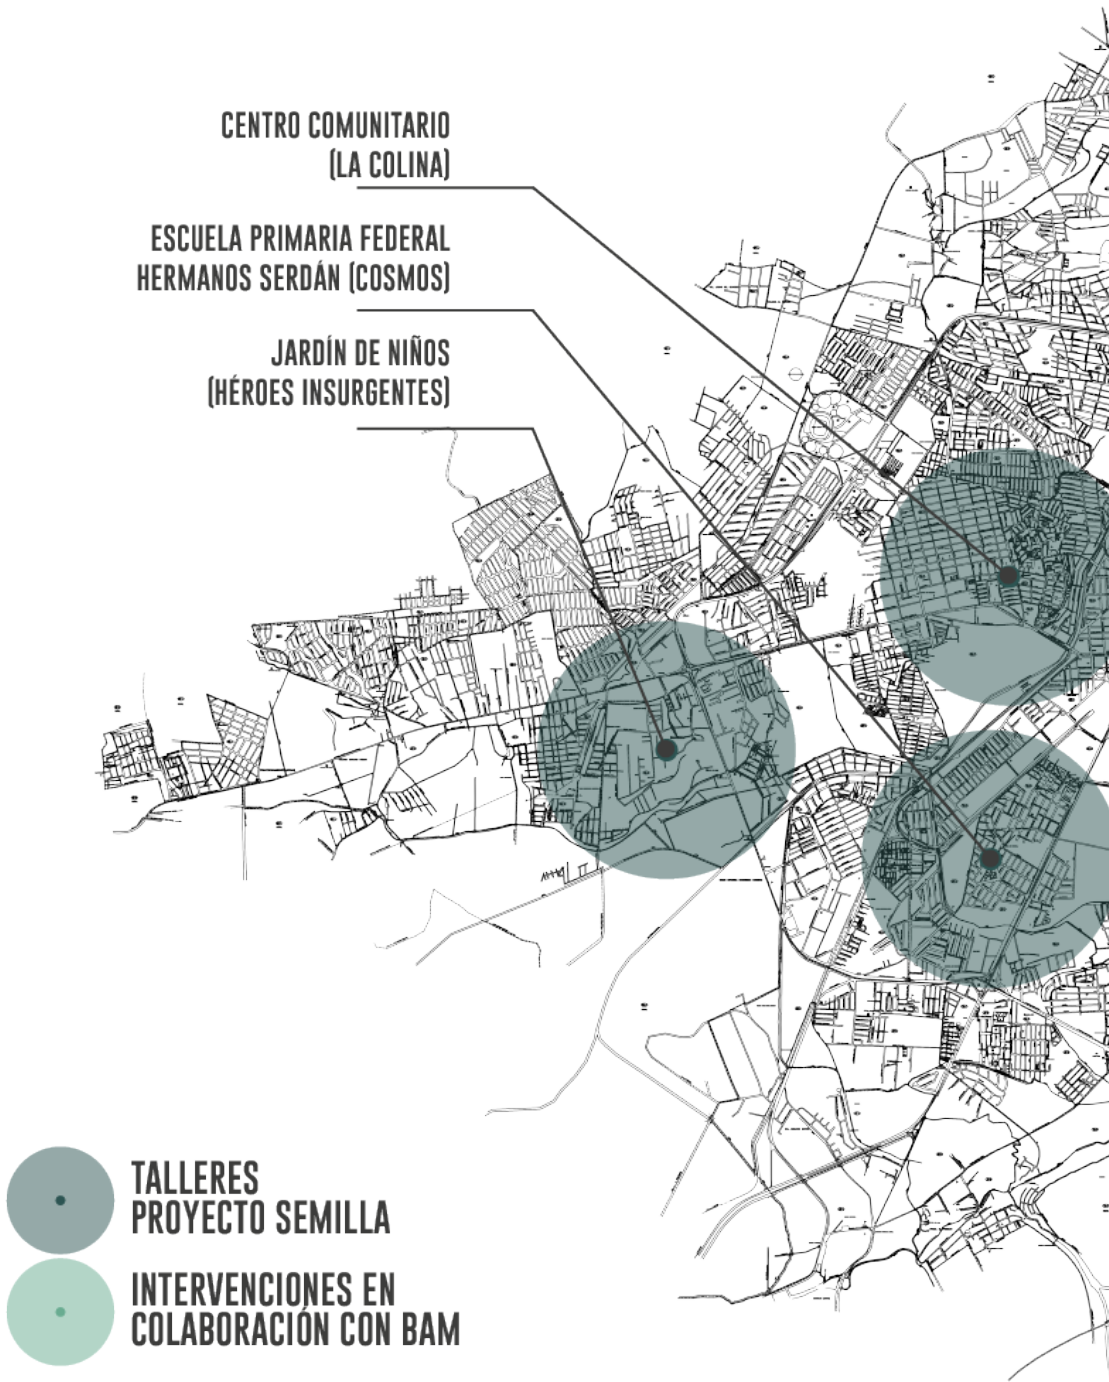 CENTRO COMUNITARIO
(LA COLINA)
ESCUELA PRIMARIA FEDERAL
HERMANOS SERDÁN (COSMOS)
JARDÍN DE NIÑOS
(HÉROES INSURGENTES)
TALLERES
PROYECTO SEMILLA
INTERVENCIONES EN
COLABORACIÓN CON BAM